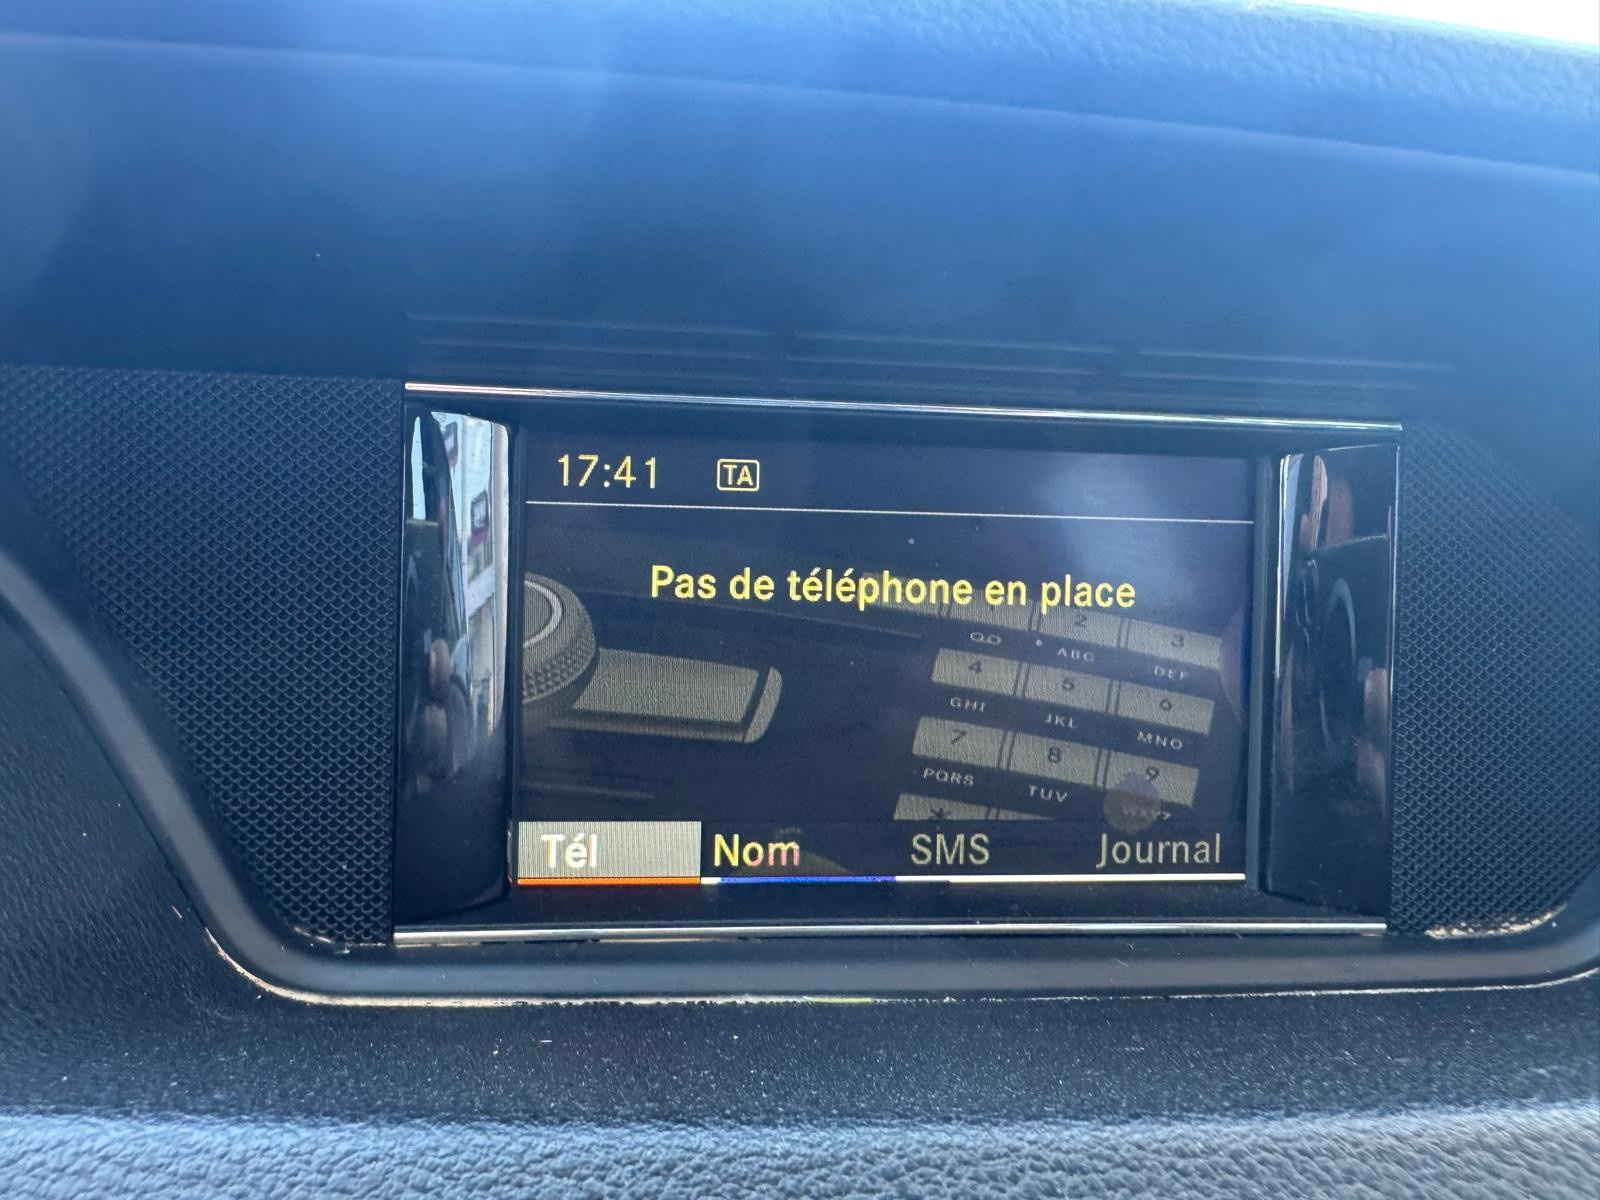 17:41 TA
Pas de téléphone en place
2 3
ABC DEF
4 5 6
GHI JKL MNO
7 8 9
PQRS TUV
*
Tél Nom SMS Journal